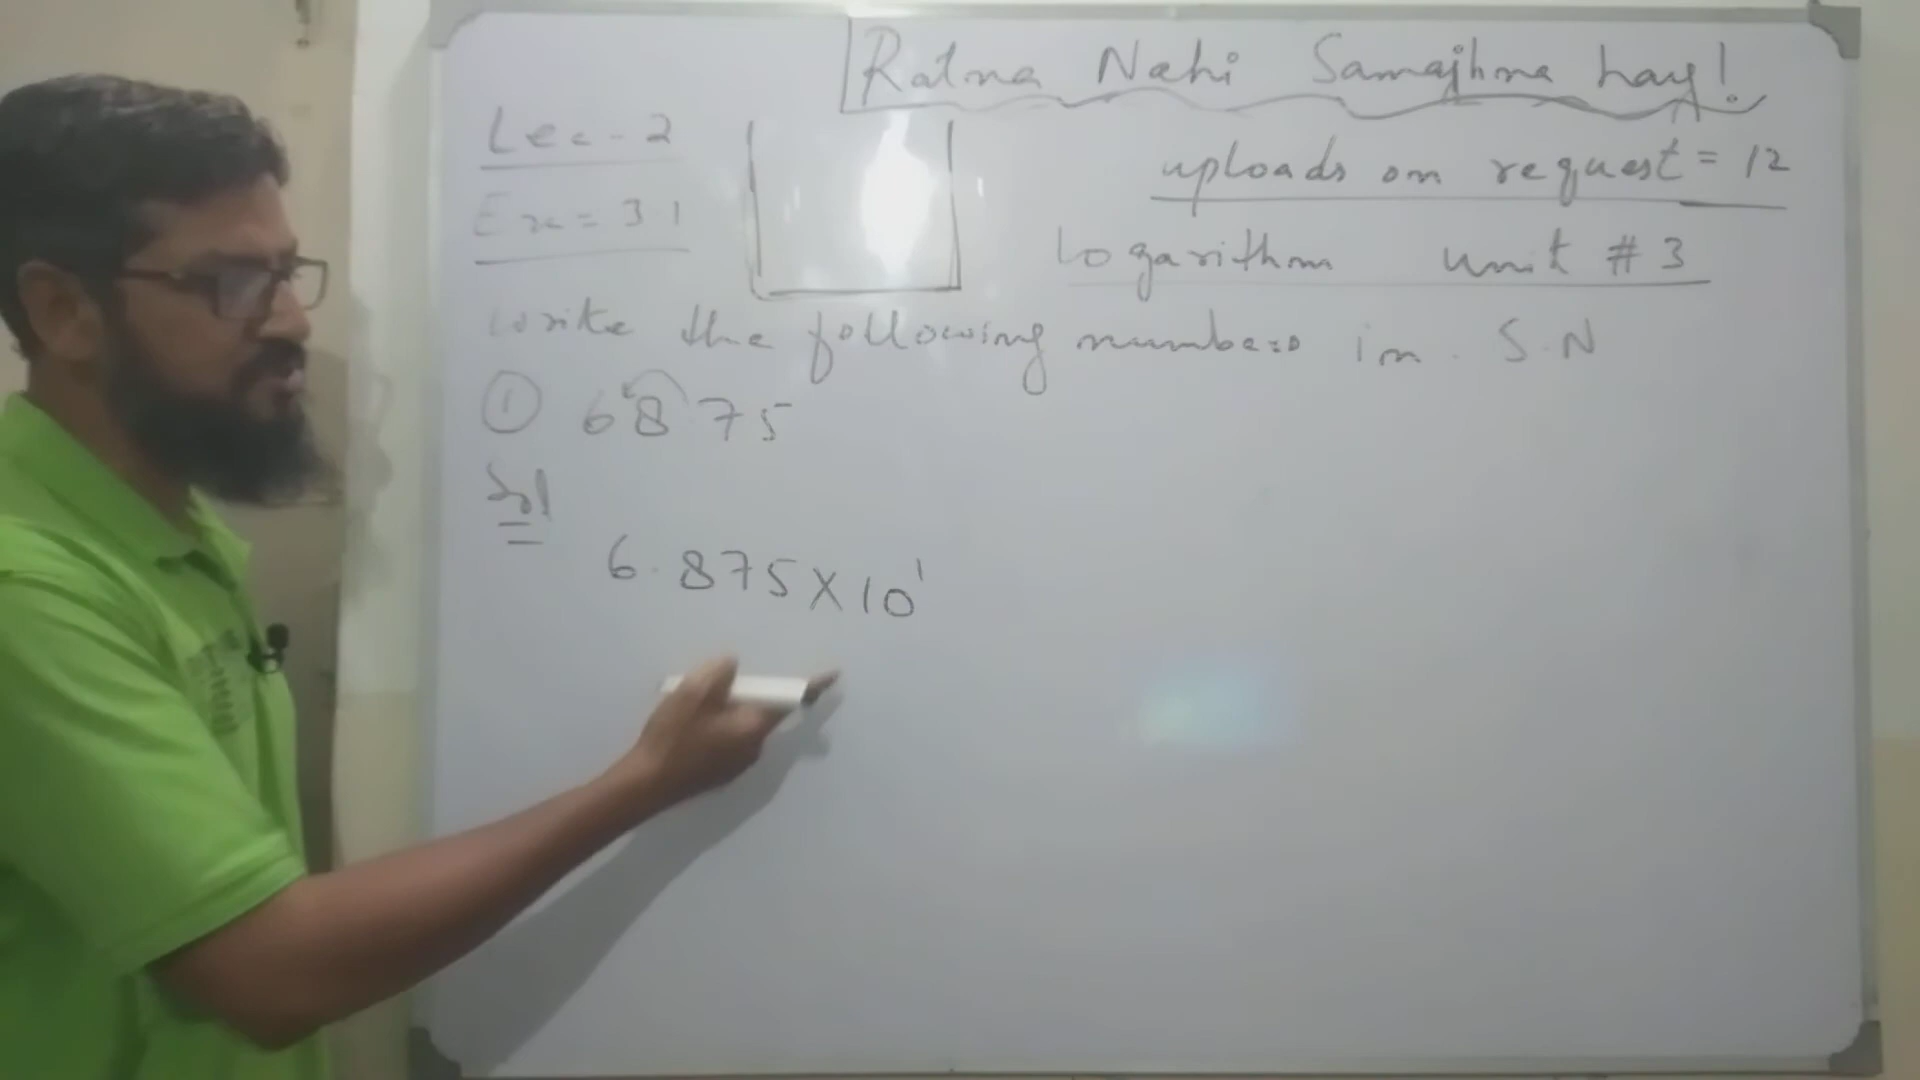 Ratna Nahi Samajhna hay!
Lec - 2
uploads on request = 12
Ex = 3.1
Logarithm unit # 3
write the following numbers in . S.N
① 68 75
Sol
6.875 X 10¹